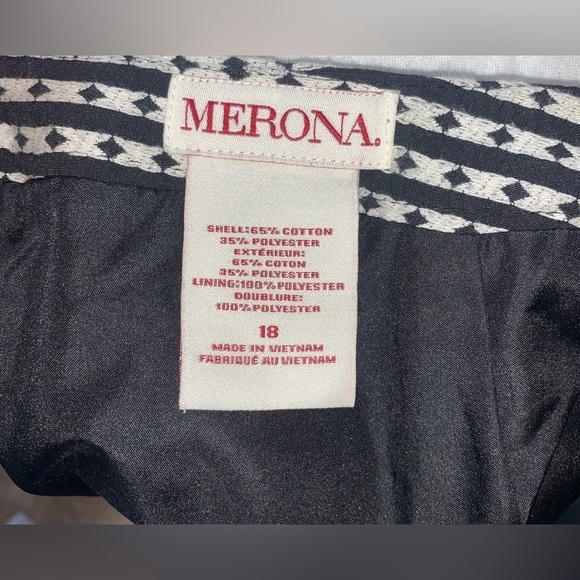 MERONA.
SHELL:65% COTTON
35% POLYESTER
EXTÉRIEUR:
65% COTON
35% POLYESTER
LINING:100% POLYESTER
DOUBLURE:
100% POLYESTER
18
MADE IN VIETNAM
FABRIQUÉ AU VIETNAM